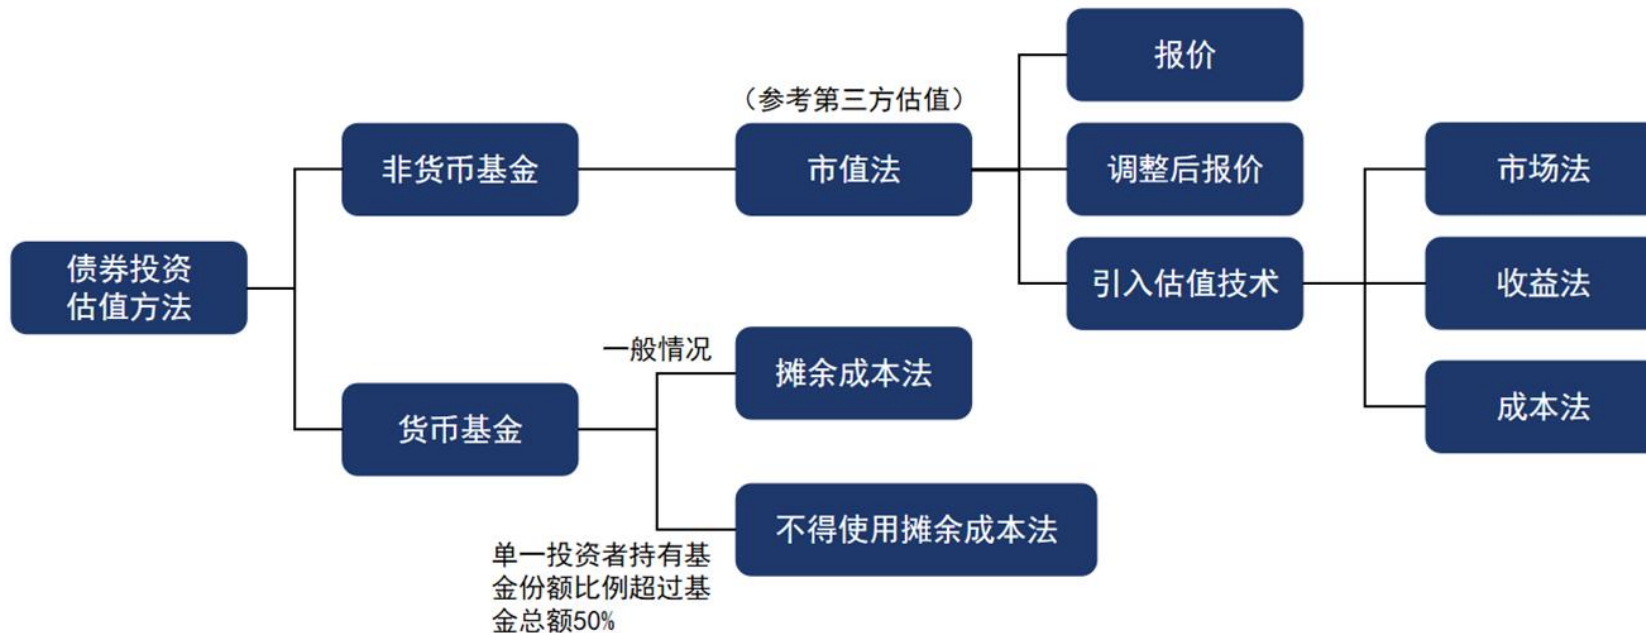 债券投资
估值方法
非货币基金
（参考第三方估值）
市值法
报价
调整后报价
引入估值技术
市场法
收益法
成本法
货币基金
一般情况
摊余成本法
单一投资者持有基
金份额比例超过基
金总额50%
不得使用摊余成本法